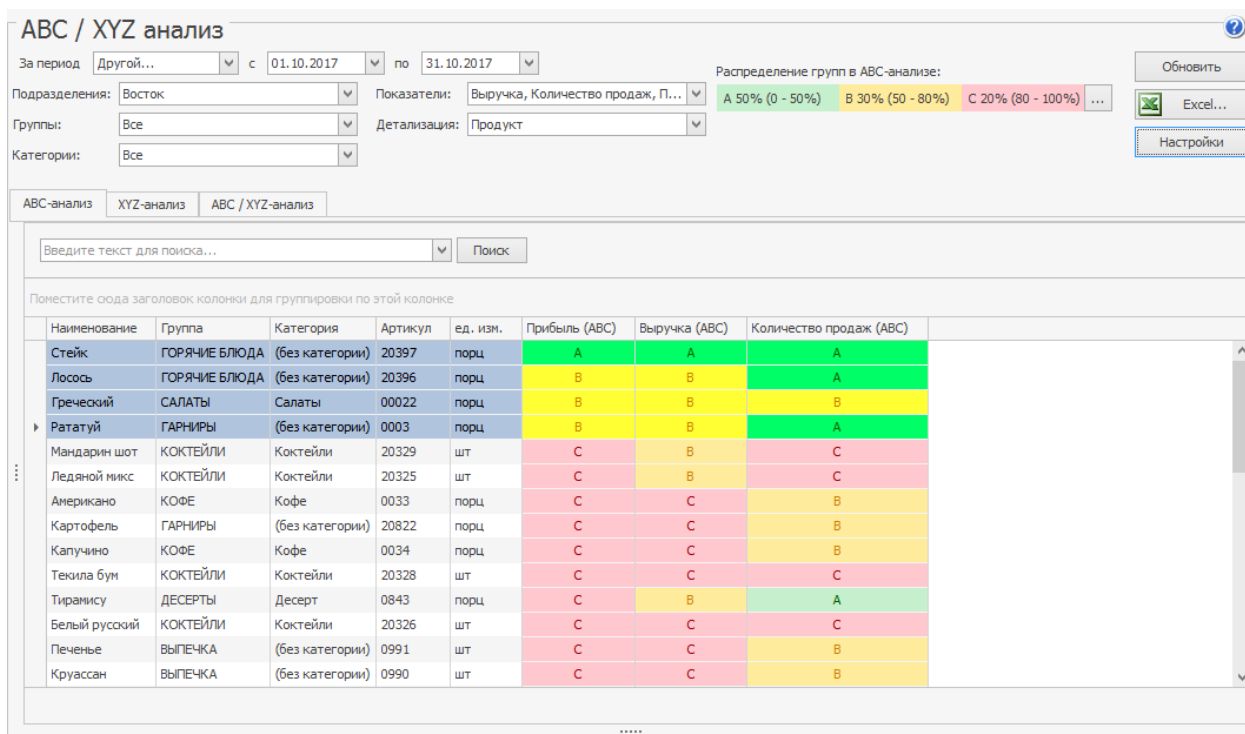 ABC / XYZ анализ
За период Другой... с 01.10.2017 по 31.10.2017
Распределение групп в ABC-анализе:
Обновить
Подразделения: Восток Показатели: Выручка, Количество продаж, П...
A 50% (0 - 50%) B 30% (50 - 80%) C 20% (80 - 100%) ...
Excel...
Группы: Все Детализация: Продукт
Настройки
Категории: Все
ABC-анализ XYZ-анализ ABC / XYZ-анализ
Введите текст для поиска... Поиск
Поместите сюда заголовок колонки для группировки по этой колонке
Наименование Группа Категория Артикул ед. изм. Прибыль (ABC) Выручка (ABC) Количество продаж (ABC)
Стейк ГОРЯЧИЕ БЛЮДА (без категории) 20397 порц A A A
Лосось ГОРЯЧИЕ БЛЮДА (без категории) 20396 порц B B A
Греческий САЛАТЫ Салаты 00022 порц B B B
Рататуй ГАРНИРЫ (без категории) 0003 порц B B A
Мандарин шот КОКТЕЙЛИ Коктейли 20329 шт C B C
Ледяной микс КОКТЕЙЛИ Коктейли 20325 шт C B C
Американо КОФЕ Кофе 0033 порц C C B
Картофель ГАРНИРЫ (без категории) 20822 порц C C B
Капучино КОФЕ Кофе 0034 порц C C B
Текила бум КОКТЕЙЛИ Коктейли 20328 шт C C C
Тирамису ДЕСЕРТЫ Десерт 0843 порц C B A
Белый русский КОКТЕЙЛИ Коктейли 20326 шт C C C
Печенье ВЫПЕЧКА (без категории) 0991 шт C C B
Круассан ВЫПЕЧКА (без категории) 0990 шт C C B